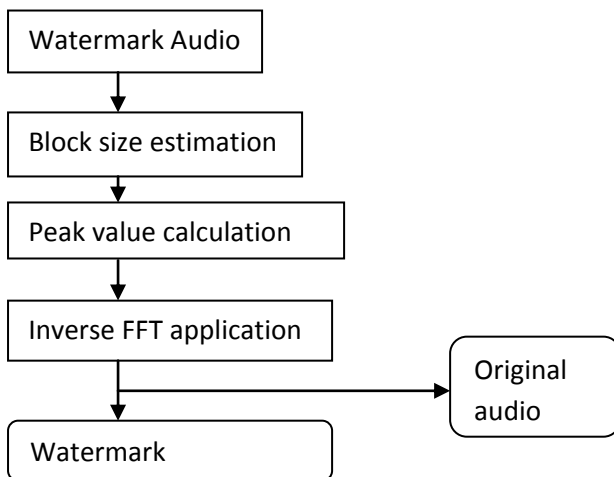 Watermark Audio
Block size estimation
Peak value calculation
Inverse FFT application
Original
audio
Watermark